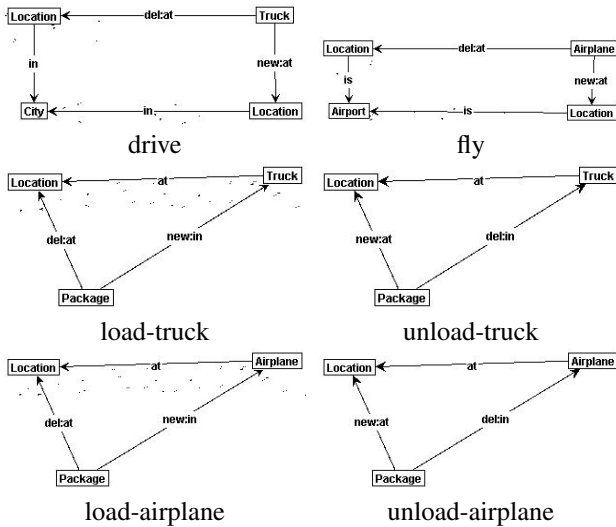 Location del:at Truck
in new:at
City in Location
drive
Location del:at Airplane
is new:at
Airport is Location
fly
Location at Truck
del:at new:in
Package
load-truck
Location at Truck
new:at del:in
Package
unload-truck
Location at Airplane
del:at new:in
Package
load-airplane
Location at Airplane
new:at del:in
Package
unload-airplane